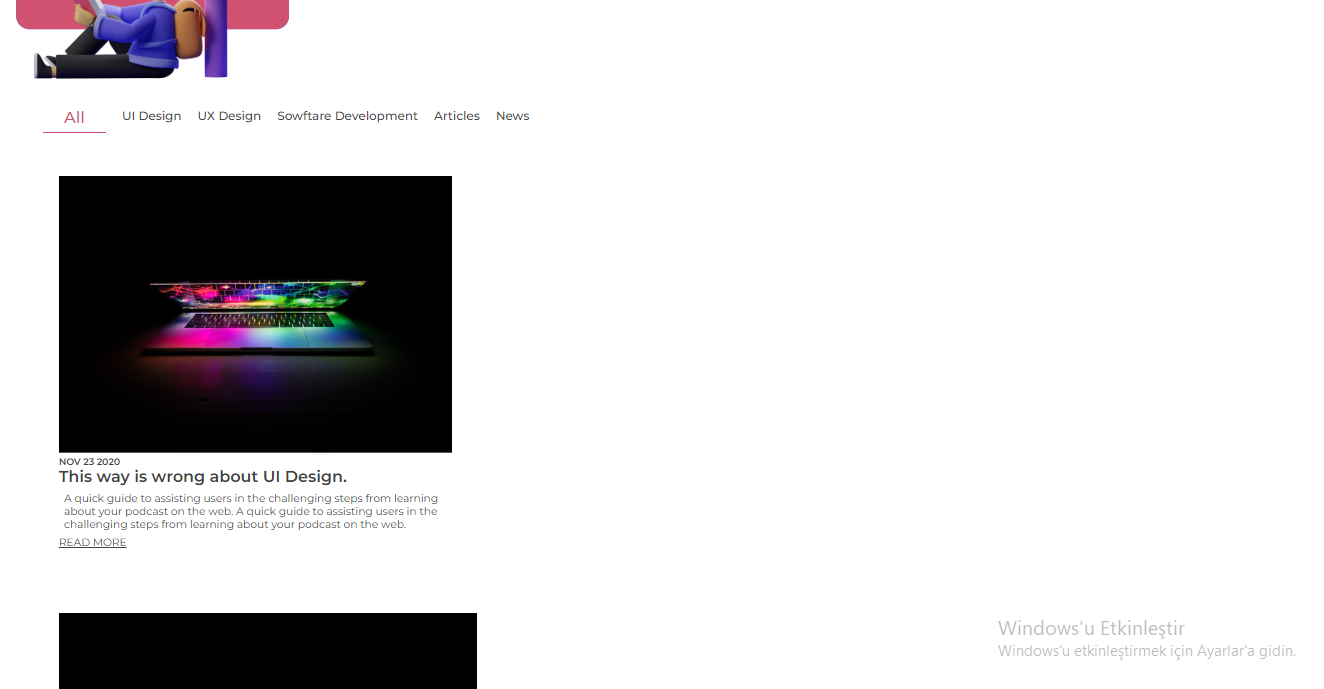 All UI Design UX Design Sowftare Development Articles News
NOV 23 2020
This way is wrong about UI Design.
A quick guide to assisting users in the challenging steps from learning
about your podcast on the web. A quick guide to assisting users in the
challenging steps from learning about your podcast on the web.
READ MORE
Windows'u Etkinleştir
Windows'u etkinleştirmek için Ayarlar'a gidin.